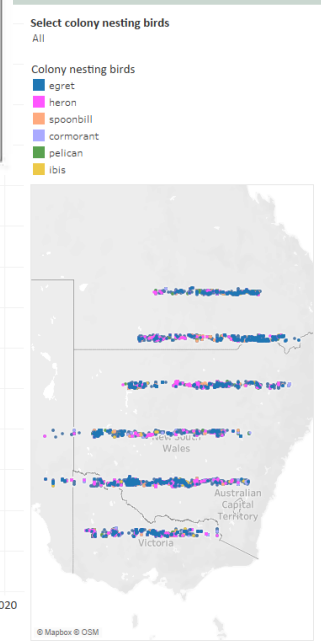 Select colony nesting birds
All
Colony nesting birds
egret
heron
spoonbill
cormorant
pelican
ibis
New South
Wales
Australian
Capital
Territory
Victoria
020
© Mapbox © OSM